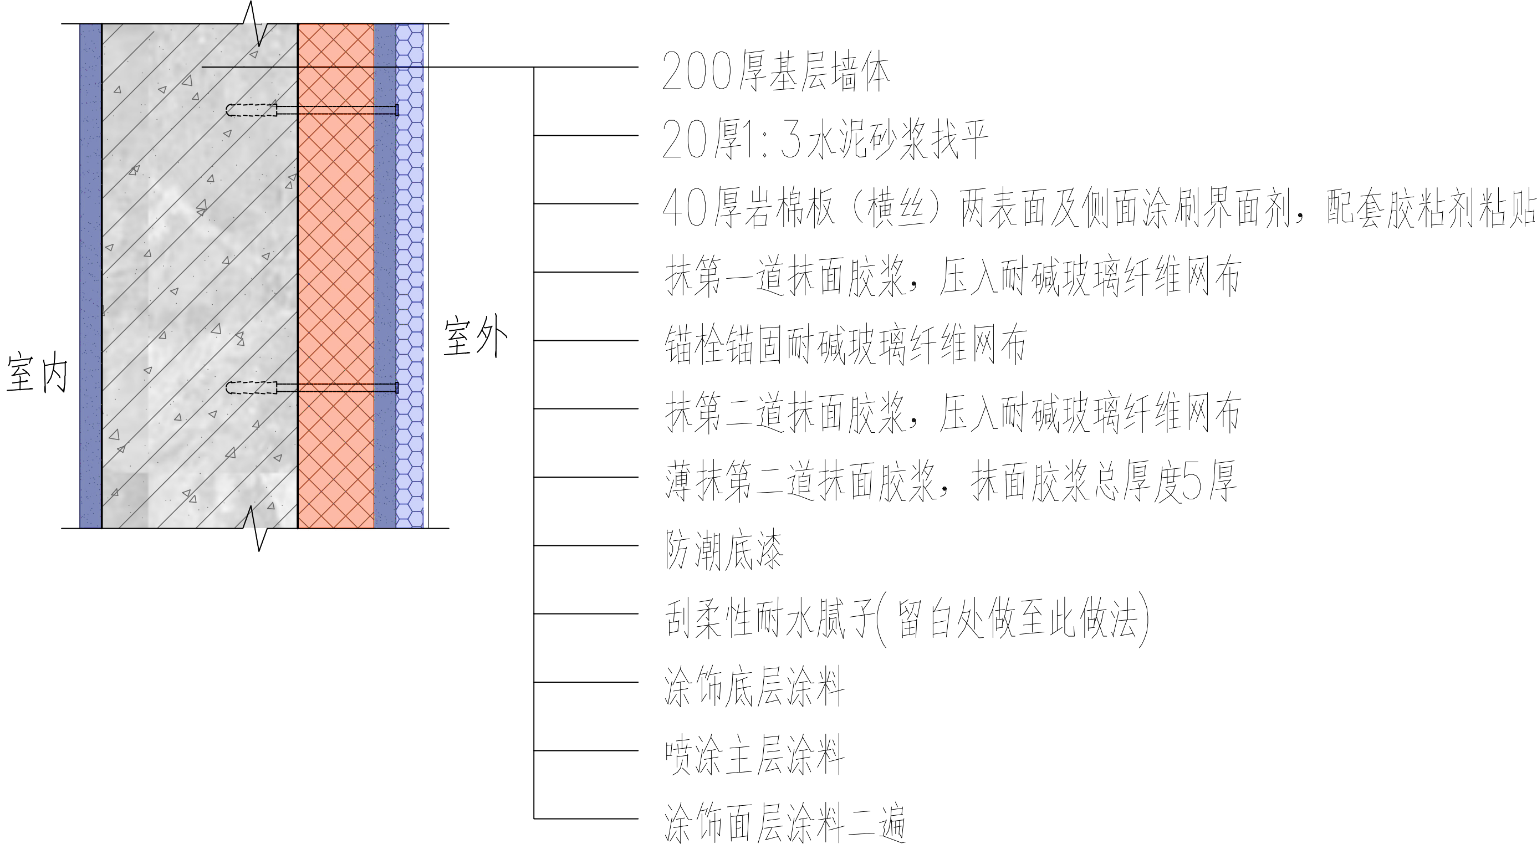 200厚基层墙体
20厚1:3水泥砂浆找平
40厚岩棉板（横丝）两表面及侧面涂刷界面剂，配套胶粘剂粘贴
抹第一道抹面胶浆，压入耐碱玻璃纤维网布
锚栓锚固耐碱玻璃纤维网布
抹第二道抹面胶浆，压入耐碱玻璃纤维网布
薄抹第二道抹面胶浆，抹面胶浆总厚度5厚
防潮底漆
刮柔性耐水腻子(留白处做至此做法)
涂饰底层涂料
喷涂主层涂料
涂饰面层涂料二遍
室外
室内